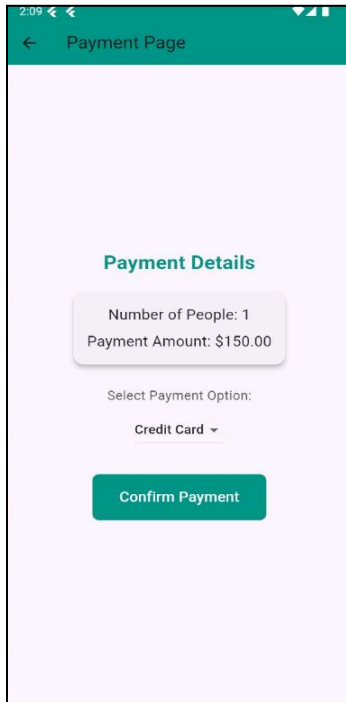 2:09
Payment Page
Payment Details
Number of People: 1
Payment Amount: $150.00
Select Payment Option:
Credit Card
Confirm Payment